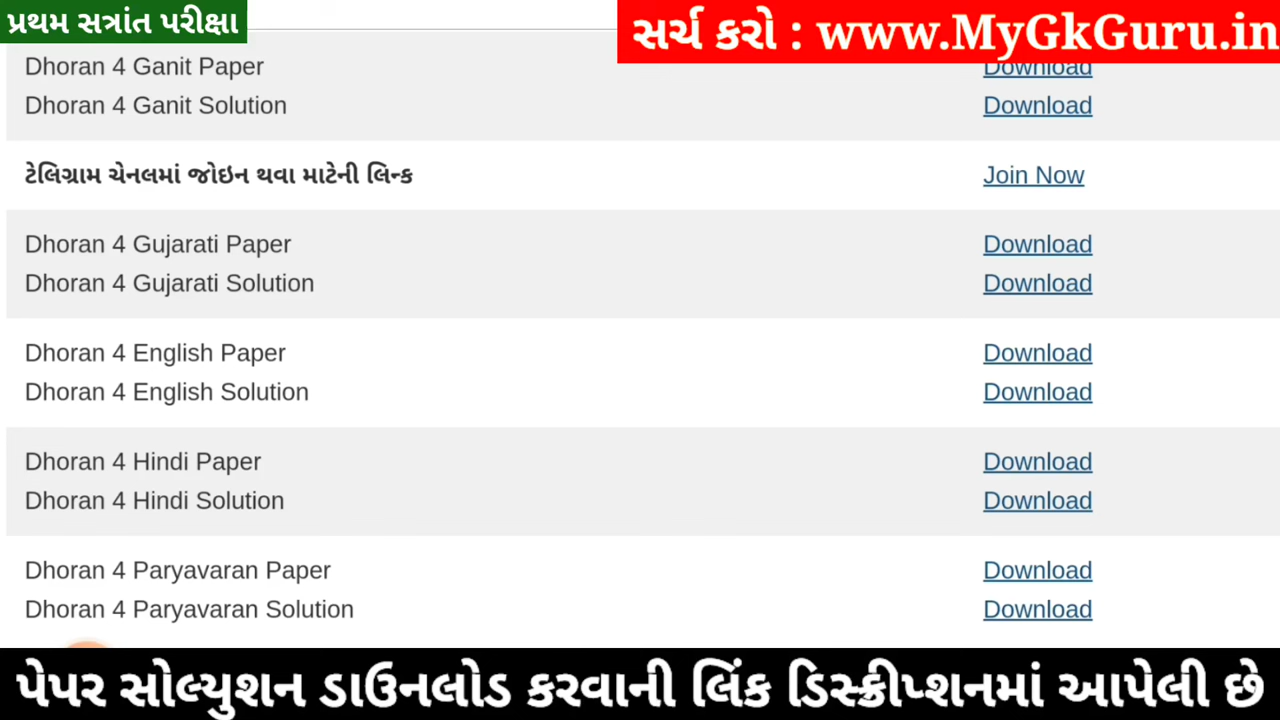 પ્રથમ સત્રાંત પરીક્ષા
સર્ચ કરો : www.MyGkGuru.in
Dhoran 4 Ganit Paper Download
Dhoran 4 Ganit Solution Download
ટેલિગ્રામ ચેનલમાં જોઇન થવા માટેની લિન્ક Join Now
Dhoran 4 Gujarati Paper Download
Dhoran 4 Gujarati Solution Download
Dhoran 4 English Paper Download
Dhoran 4 English Solution Download
Dhoran 4 Hindi Paper Download
Dhoran 4 Hindi Solution Download
Dhoran 4 Paryavaran Paper Download
Dhoran 4 Paryavaran Solution Download
પેપર સોલ્યુશન ડાઉનલોડ કરવાની લિંક ડિસ્ક્રીપ્શનમાં આપેલી છે